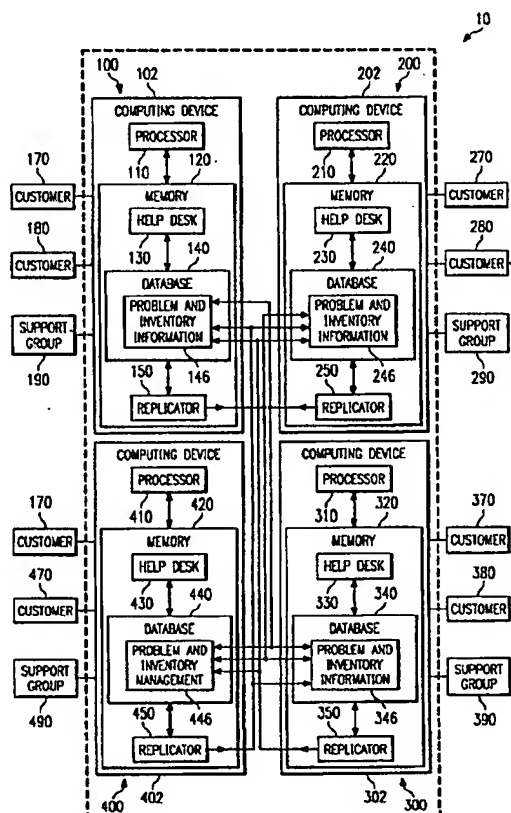 10
100
102
COMPUTING DEVICE
PROCESSOR
110
120
MEMORY
HELP DESK
130
140
DATABASE
PROBLEM AND
INVENTORY
INFORMATION
150
146
REPLICATOR
170
CUSTOMER
180
CUSTOMER
SUPPORT
GROUP
190
202
200
COMPUTING DEVICE
PROCESSOR
210
220
MEMORY
HELP DESK
230
240
DATABASE
PROBLEM AND
INVENTORY
INFORMATION
250
246
REPLICATOR
270
CUSTOMER
280
CUSTOMER
SUPPORT
GROUP
290
COMPUTING DEVICE
PROCESSOR
410
420
MEMORY
HELP DESK
430
440
DATABASE
PROBLEM AND
INVENTORY
MANAGEMENT
450
446
REPLICATOR
170
CUSTOMER
470
CUSTOMER
SUPPORT
GROUP
490
400
402
COMPUTING DEVICE
PROCESSOR
310
320
MEMORY
HELP DESK
330
340
DATABASE
PROBLEM AND
INVENTORY
INFORMATION
350
346
REPLICATOR
370
CUSTOMER
380
CUSTOMER
SUPPORT
GROUP
390
302
300